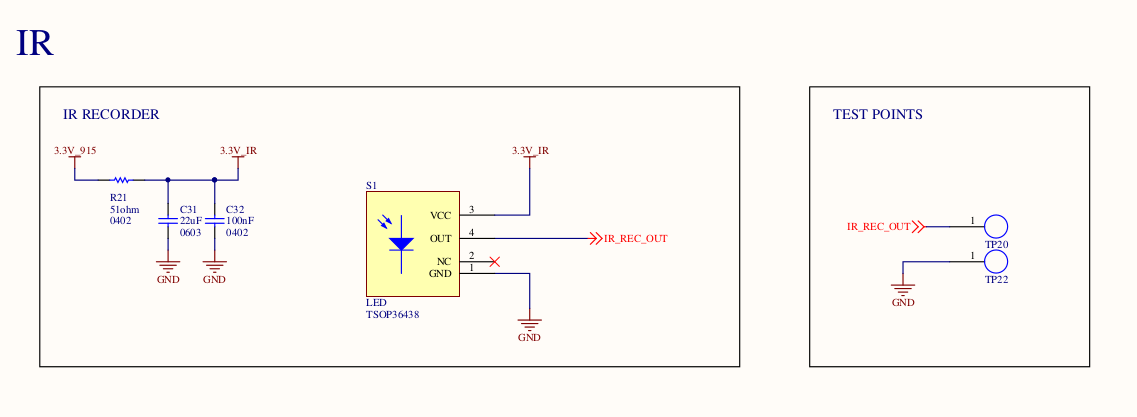 IR
IR RECORDER
3.3V_915
3.3V_IR
R21
51ohm
0402
C31
22uF
0603
C32
100nF
0402
GND
GND
S1
VCC
OUT
NC
GND
3
4
2
1
LED
TSOP36438
3.3V_IR
IR_REC_OUT
GND
TEST POINTS
IR_REC_OUT
1
TP20
1
TP22
GND